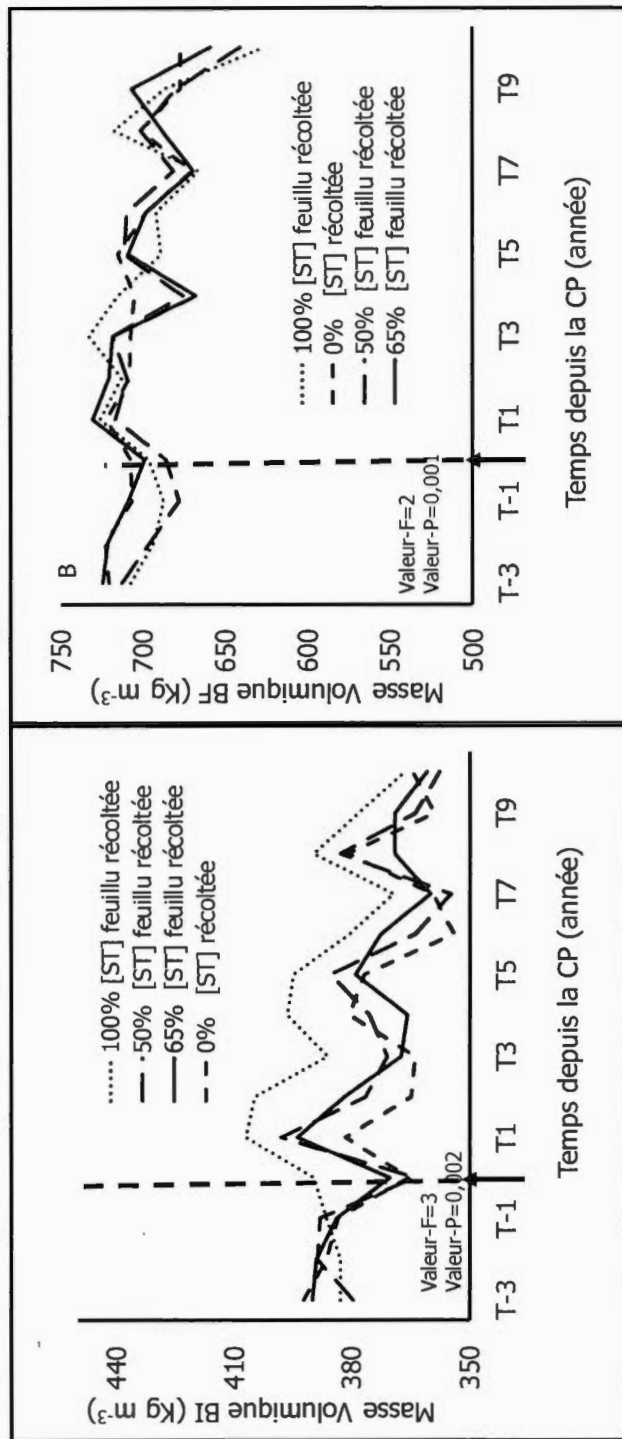 Masse Volumique BI (Kg m⁻³)
440
410
380
350
100% [ST] feuillu récoltée
50% [ST] feuillu récoltée
65% [ST] feuillu récoltée
0% [ST] récoltée
Valeur-F=3
Valeur-P=0,002
T-3 T-1 T1 T3 T5 T7 T9
Temps depuis la CP (année)
B
Masse Volumique BF (Kg m⁻³)
750
700
650
600
550
500
100% [ST] feuillu récoltée
0% [ST] récoltée
50% [ST] feuillu récoltée
65% [ST] feuillu récoltée
Valeur-F=2
Valeur-P=0,001
T-3 T-1 T1 T3 T5 T7 T9
Temps depuis la CP (année)